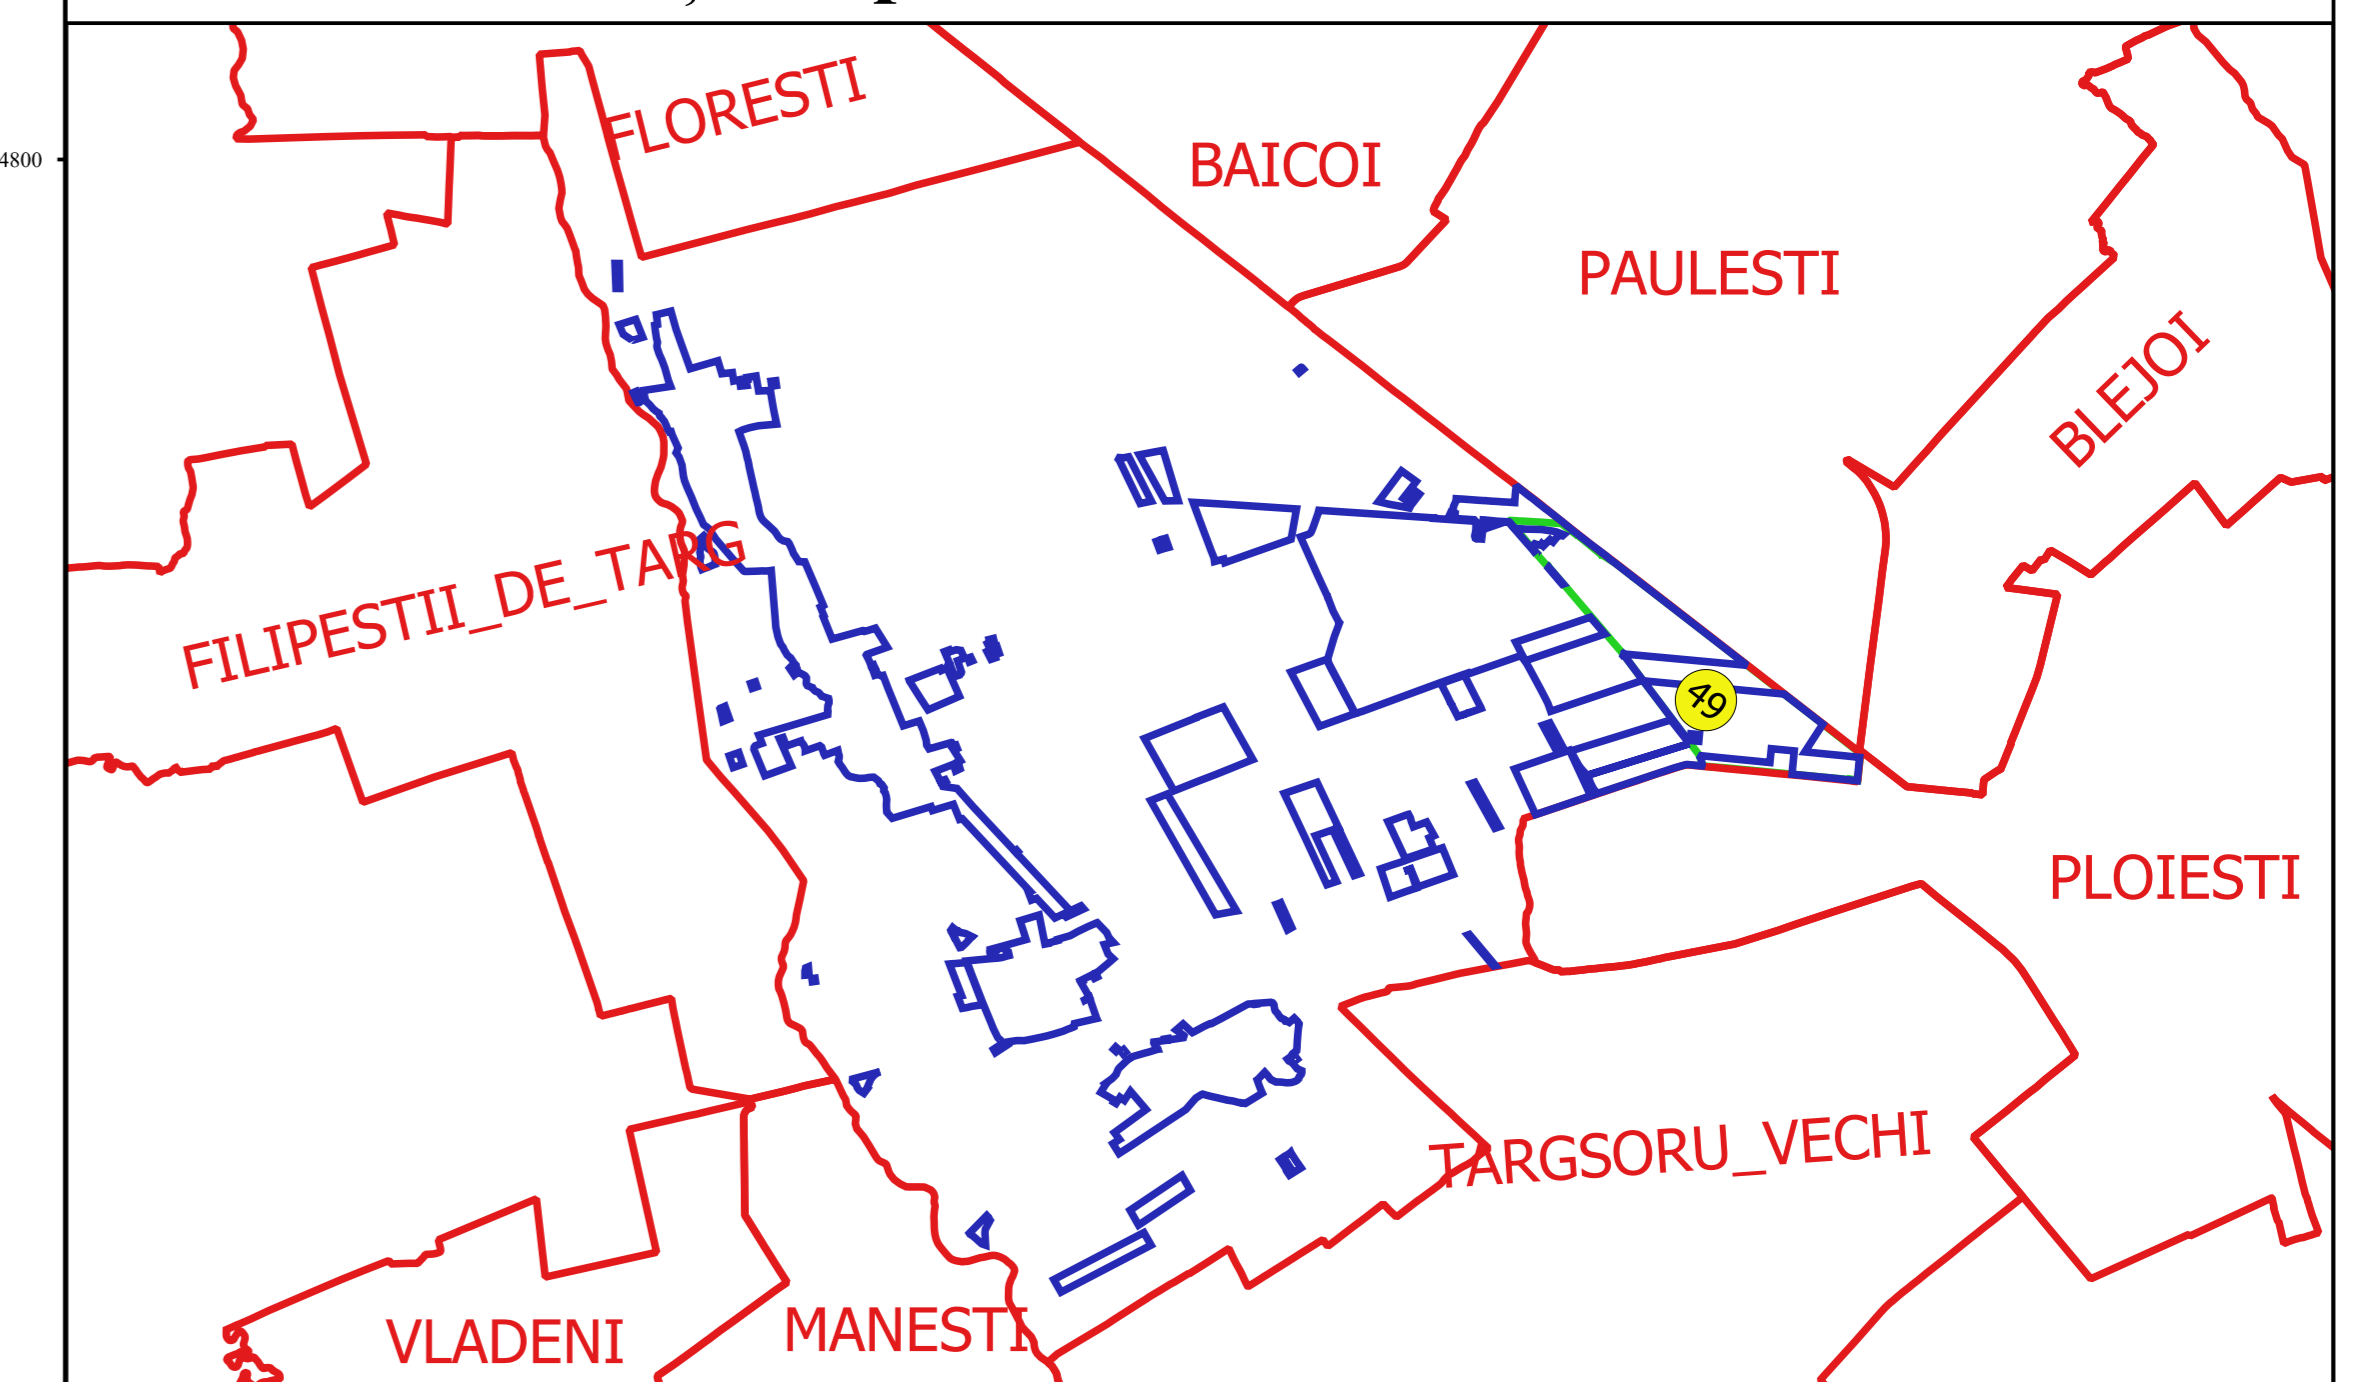 FLORESTI
BAICOI
4800
PAULESTI
BLEJOI
FILIPESTII_DE_TARG
49
PLOIESTI
TARGSORU_VECHI
VLADENI
MANESTI